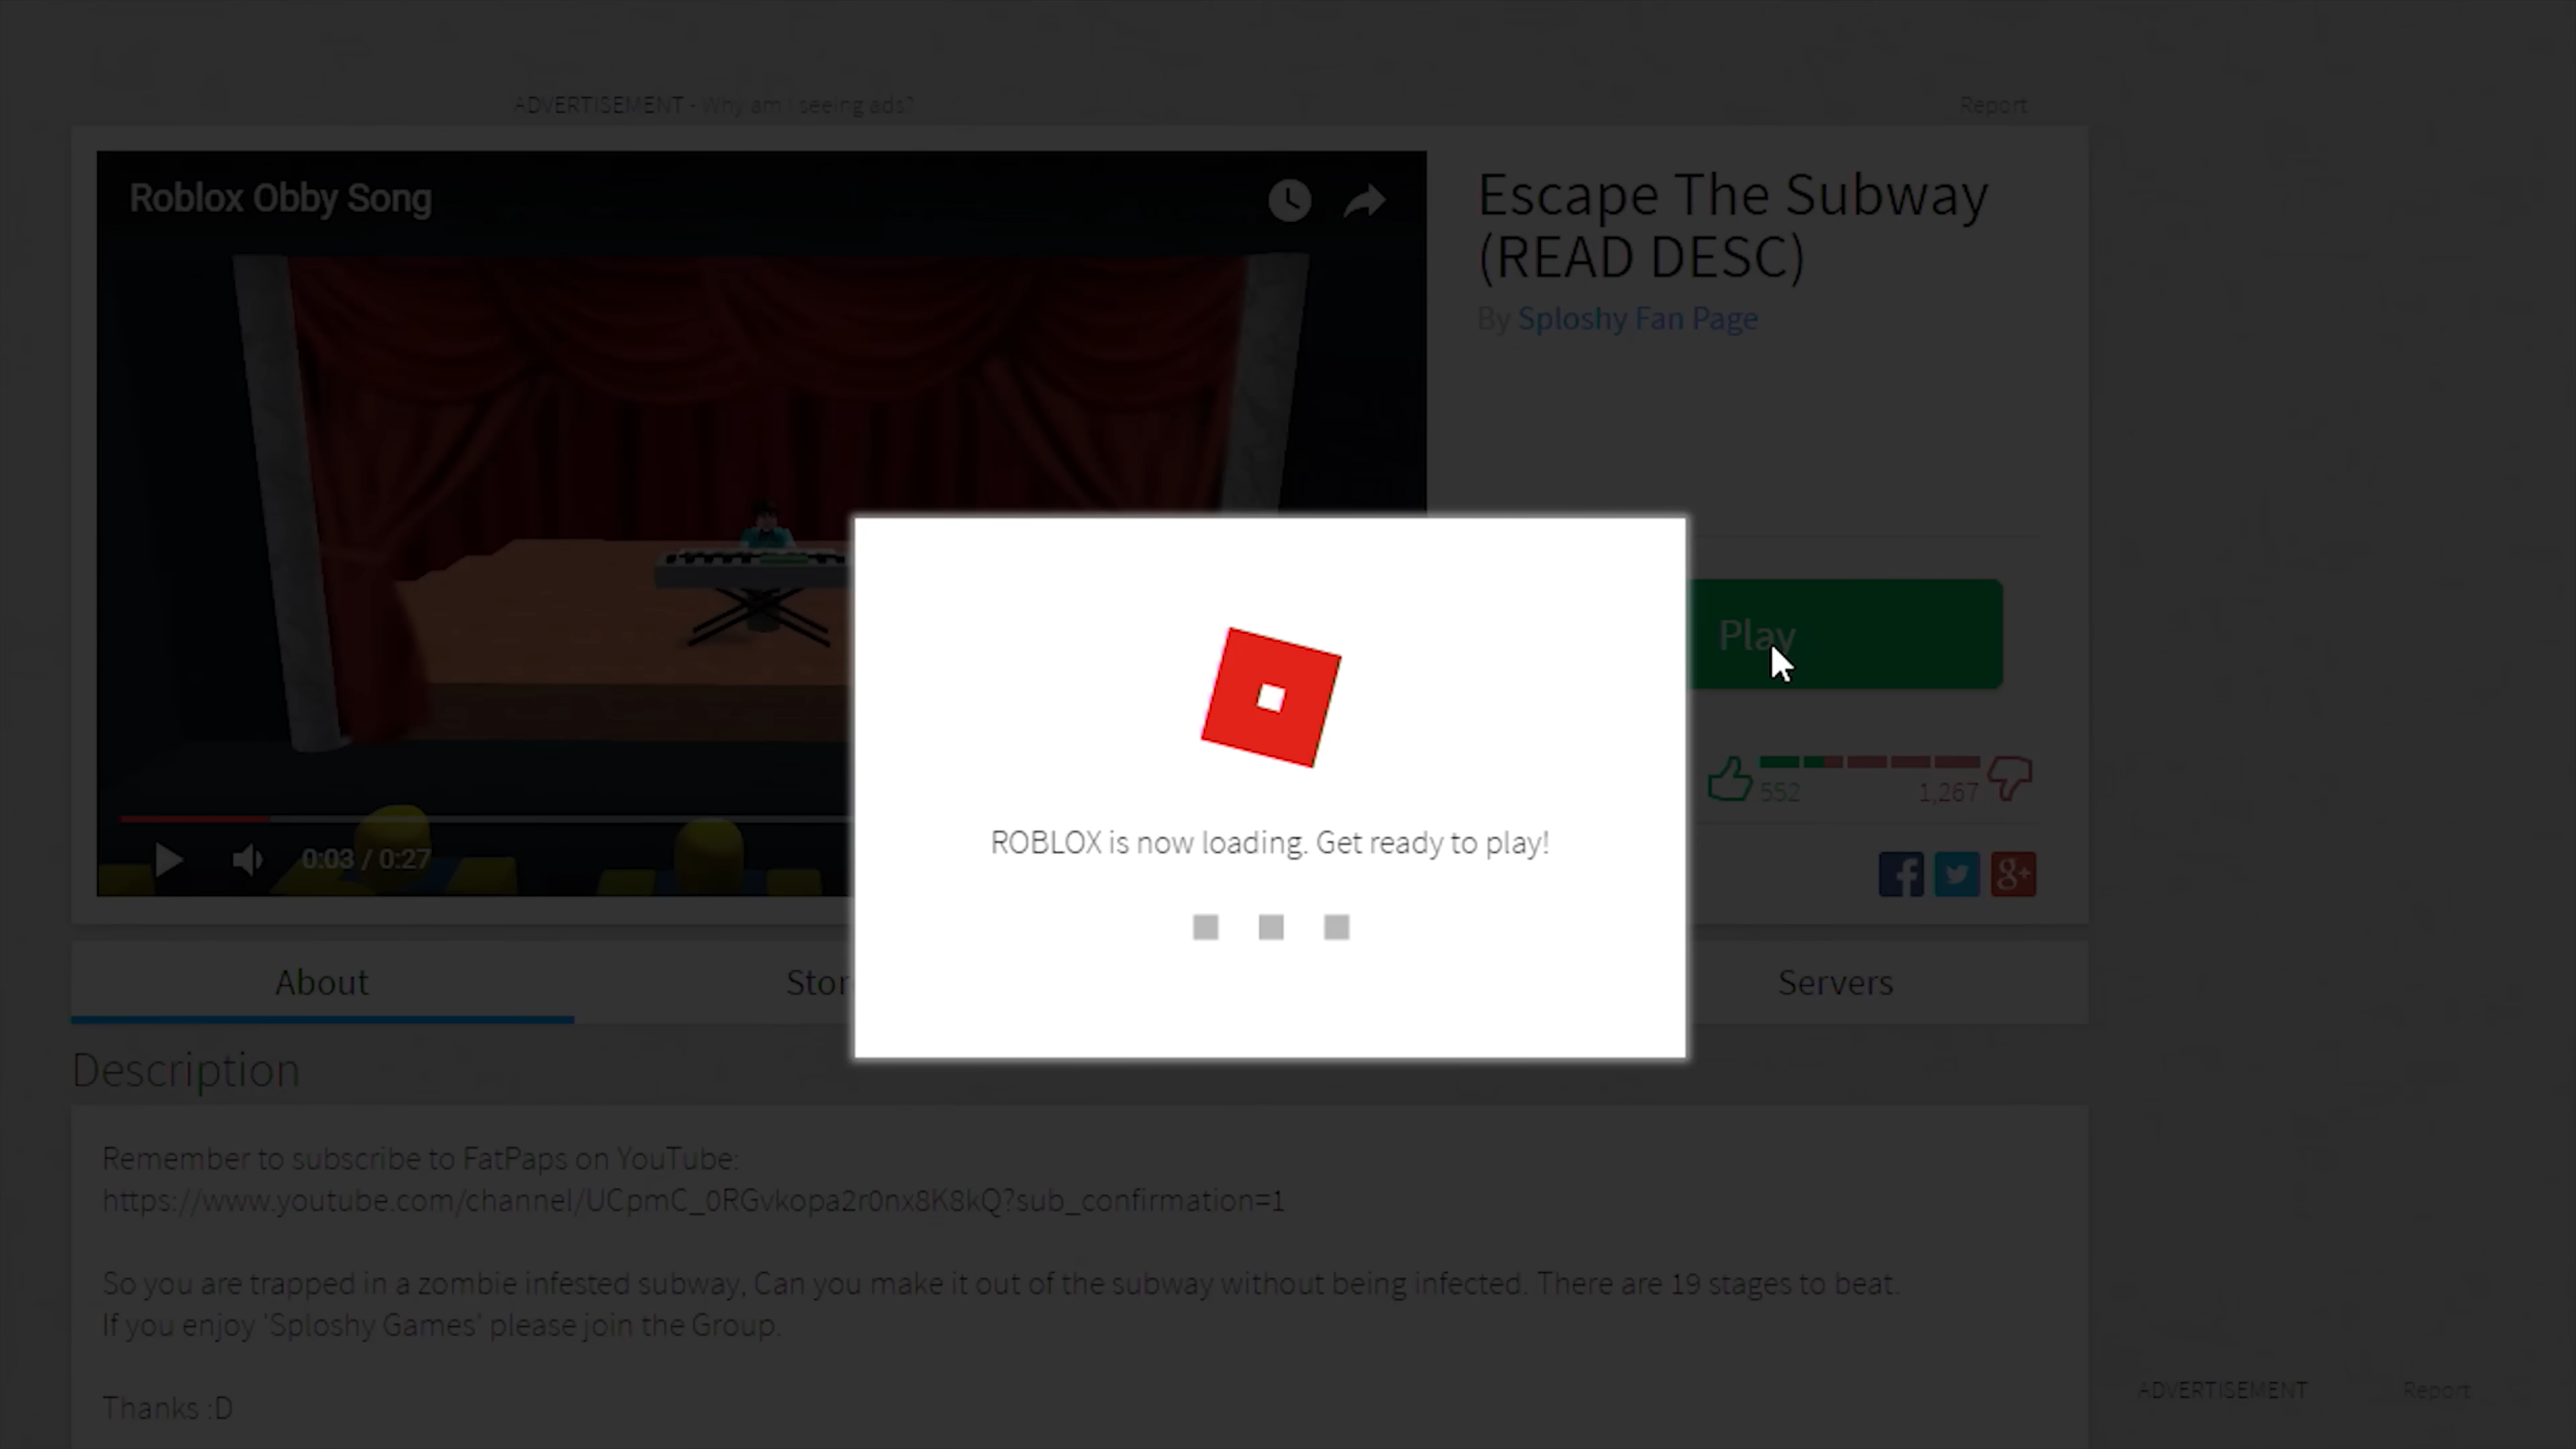 ADVERTISEMENT - Why am I seeing ads?
Report
Roblox Obby Song
Escape The Subway
(READ DESC)
By Sploshy Fan Page
Play
552
1,267
ROBLOX is now loading. Get ready to play!
0:03 / 0:27
About
Stor
Servers
Description
Remember to subscribe to FatPaps on YouTube:
https://www.youtube.com/channel/UCpmC_0RGvkopa2r0nx8K8kQ?sub_confirmation=1
So you are trapped in a zombie infested subway, Can you make it out of the subway without being infected. There are 19 stages to beat.
If you enjoy 'Sploshy Games' please join the Group.
Thanks :D
ADVERTISEMENT
Report